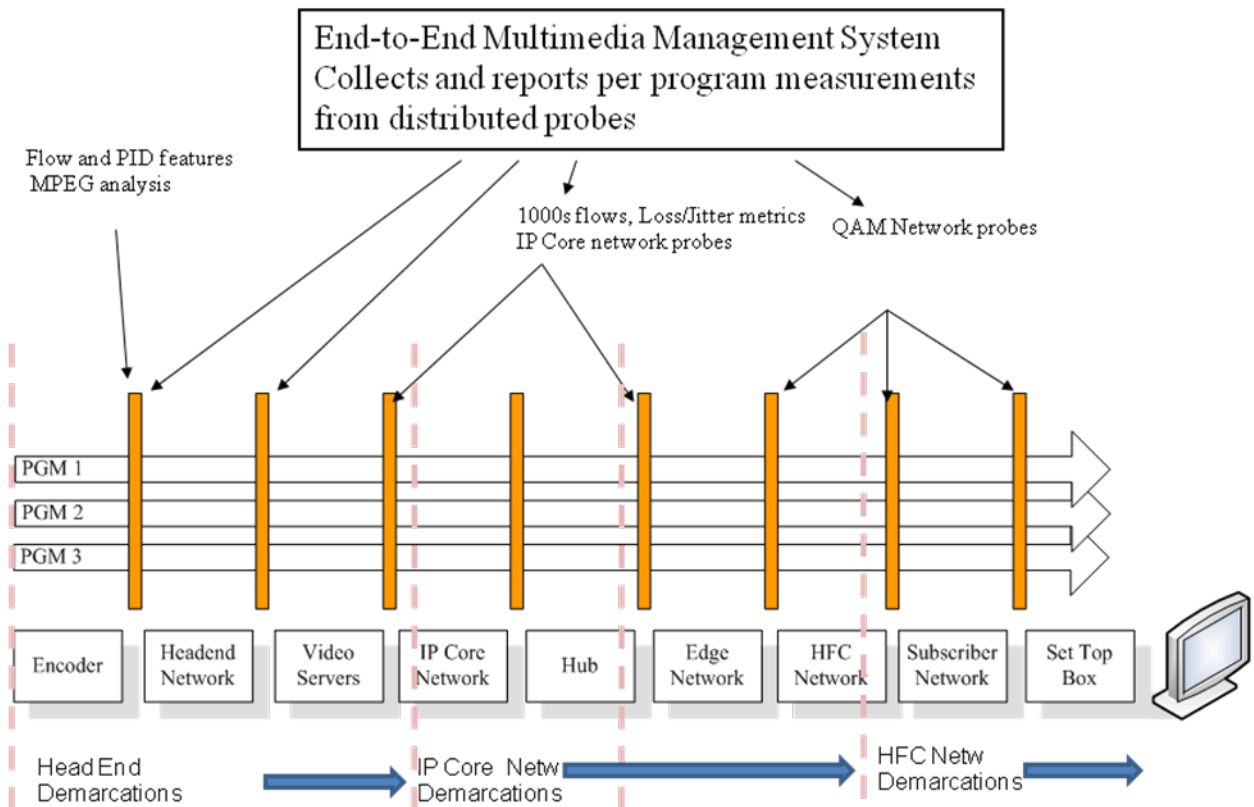 End-to-End Multimedia Management System
Collects and reports per program measurements
from distributed probes
Flow and PID features
MPEG analysis
1000s flows, Loss/Jitter metrics
IP Core network probes
QAM Network probes
PGM 1
PGM 2
PGM 3
Encoder
Headend
Network
Video
Servers
IP Core
Network
Hub
Edge
Network
HFC
Network
Subscriber
Network
Set Top
Box
Head End
Demarcations
IP Core Netw
Demarcations
HFC Netw
Demarcations